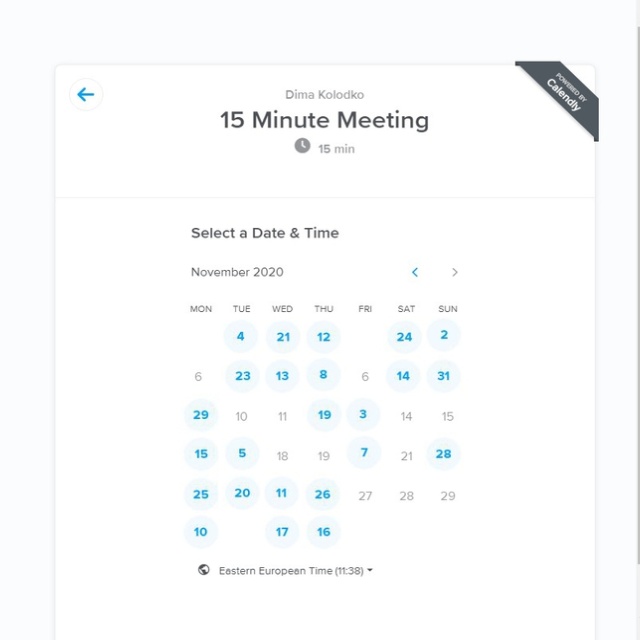 POWERED BY
Calendly
Dima Kolodko
15 Minute Meeting
15 min
Select a Date & Time
November 2020
MON TUE WED THU FRI SAT SUN
4 21 12 24 2
6 23 13 8 6 14 31
29 10 11 19 3 14 15
15 5 18 19 7 21 28
25 20 11 26 27 28 29
10 17 16
Eastern European Time (11:38)